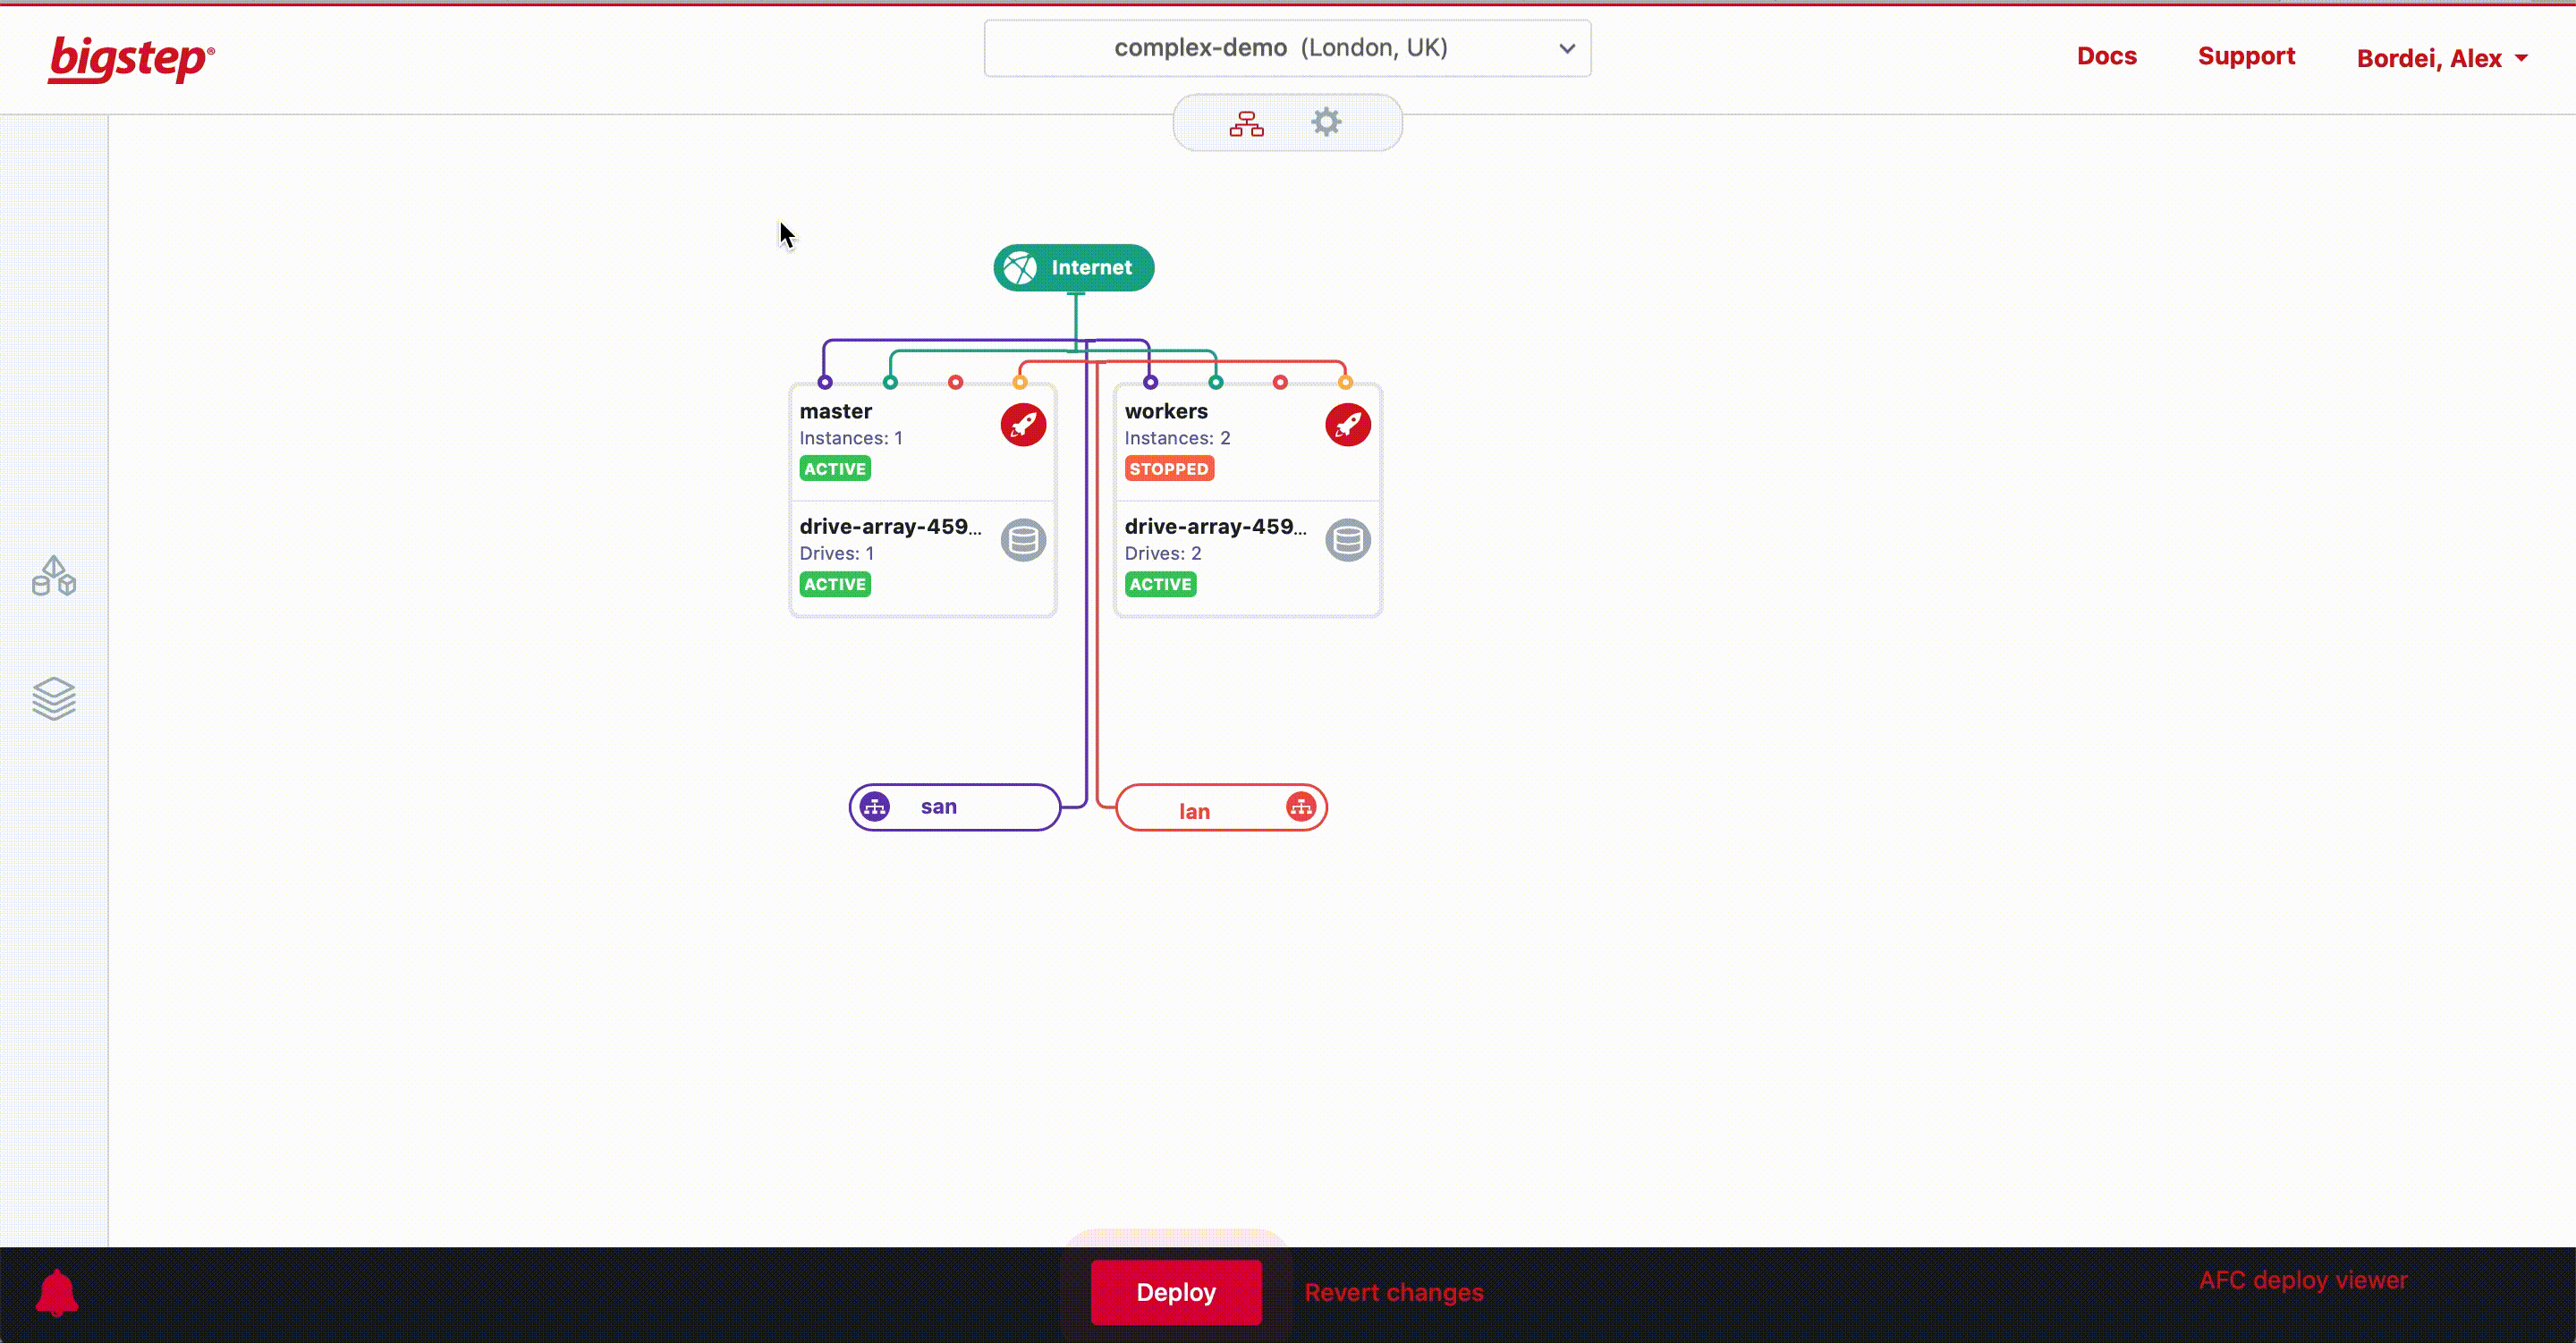 bigstep®
complex-demo (London, UK)
Docs
Support
Bordei, Alex
Internet
master
Instances: 1
ACTIVE
drive-array-459...
Drives: 1
ACTIVE
workers
Instances: 2
STOPPED
drive-array-459...
Drives: 2
ACTIVE
san
lan
Deploy
Revert changes
AFC deploy viewer